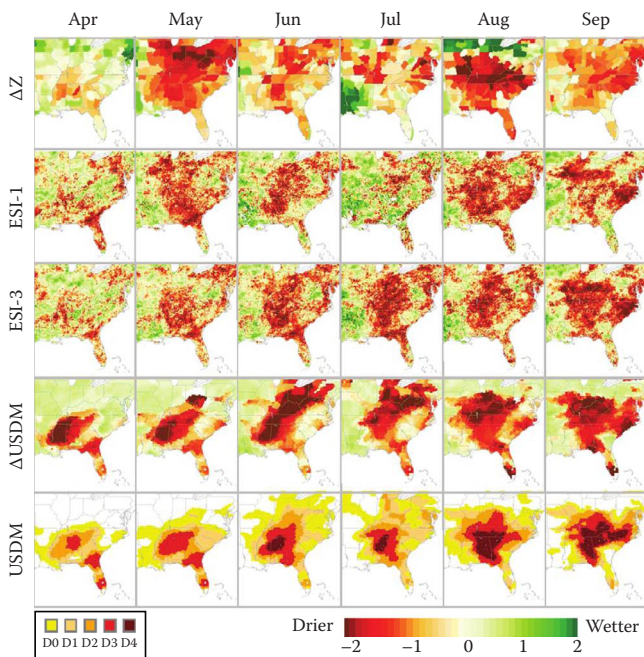 Apr May Jun Jul Aug Sep
ΔZ
ESI-1
ESI-3
ΔUSDM
USDM
D0 D1 D2 D3 D4
Drier Wetter
−2 −1 0 1 2